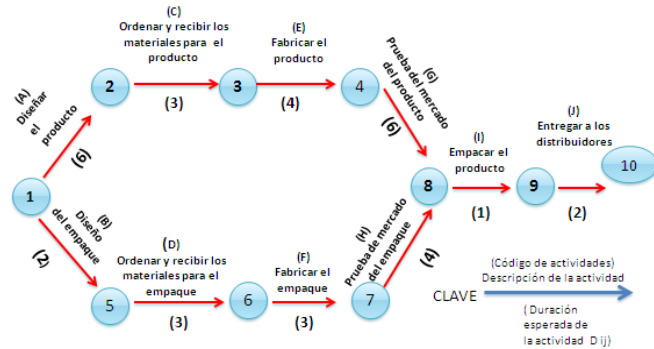 (C)
Ordenar y recibir los
materiales para el
producto
(3)
(E)
Fabricar el
producto
(4)
(G)
Prueba del mercado
del producto
(6)
(A)
Diseñar
el
producto
(6)
2
3
4
(I)
Empacar el
producto
(1)
(J)
Entregar a los
distribuidores
(2)
10
1
8
9
(B)
Diseño
del empaque
(2)
(D)
Ordenar y recibir los
materiales para el
empaque
(3)
(F)
Fabricar el
empaque
(3)
(H)
Prueba de mercado
del empaque
(4)
5
6
7
CLAVE
(Código de actividades)
Descripción de la actividad
( Duración
esperada de
la actividad D ij)